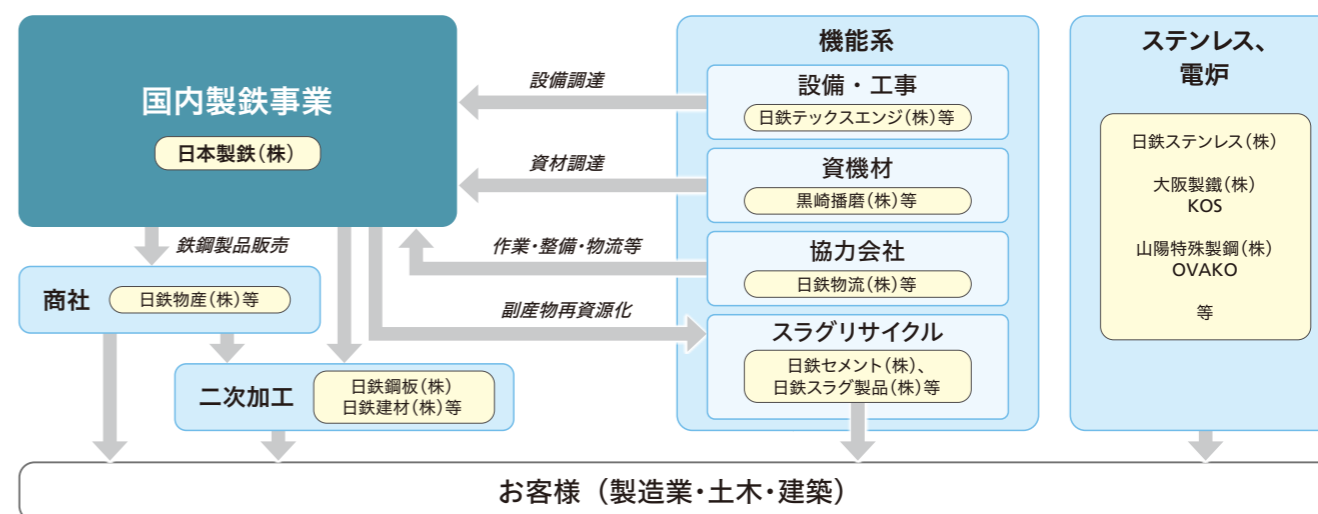 国内製鉄事業
日本製鉄(株)
鉄鋼製品販売
商社
日鉄物産(株)等
二次加工
日鉄鋼板(株)
日鉄建材(株)等
設備調達
資材調達
作業・整備・物流等
副産物再資源化
機能系
設備・工事
日鉄テックスエンジ(株)等
資機材
黒崎播磨(株)等
協力会社
日鉄物流(株)等
スラグリサイクル
日鉄セメント(株)、
日鉄スラグ製品(株)等
ステンレス、
電炉
日鉄ステンレス(株)
大阪製鐵(株)
KOS
山陽特殊製鋼(株)
OVAKO
等
お客様（製造業・土木・建築）